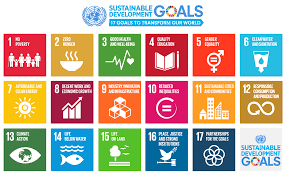 SUSTAINABLE
DEVELOPMENT
GOALS
17 GOALS TO TRANSFORM OUR WORLD
1 NO
POVERTY
2 ZERO
HUNGER
3 GOOD HEALTH
AND WELL-BEING
4 QUALITY
EDUCATION
5 GENDER
EQUALITY
6 CLEAN WATER
AND SANITATION
7 AFFORDABLE AND
CLEAN ENERGY
8 DECENT WORK AND
ECONOMIC GROWTH
9 INDUSTRY, INNOVATION
AND INFRASTRUCTURE
10 REDUCED
INEQUALITIES
11 SUSTAINABLE CITIES
AND COMMUNITIES
12 RESPONSIBLE
CONSUMPTION
AND PRODUCTION
13 CLIMATE
ACTION
14 LIFE
BELOW WATER
15 LIFE
ON LAND
16 PEACE, JUSTICE
AND STRONG
INSTITUTIONS
17 PARTNERSHIPS
FOR THE GOALS
SUSTAINABLE
DEVELOPMENT
GOALS